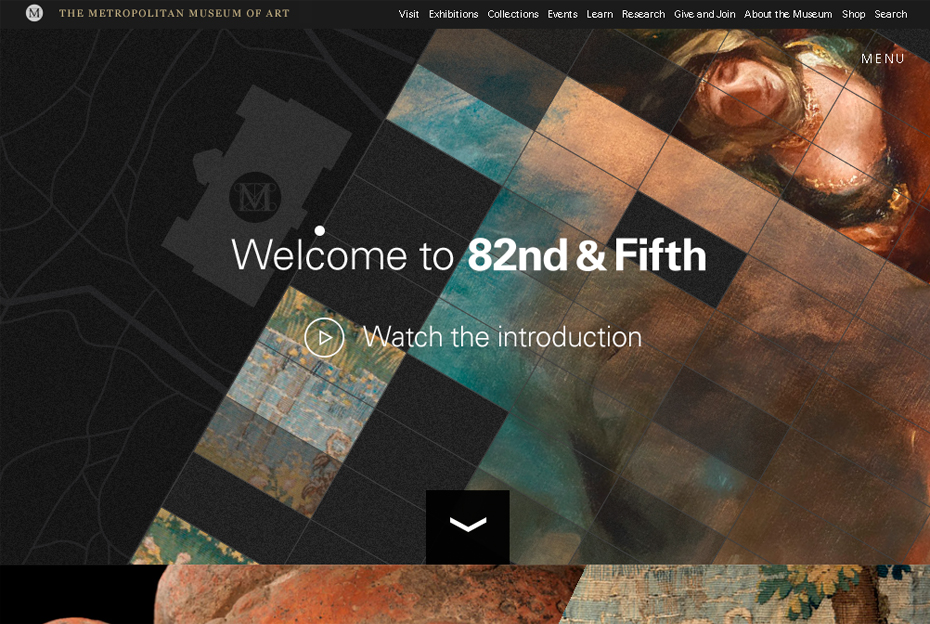 M THE METROPOLITAN MUSEUM OF ART
Visit Exhibitions Collections Events Learn Research Give and Join About the Museum Shop Search
MENU
M
Welcome to 82nd & Fifth
Watch the introduction